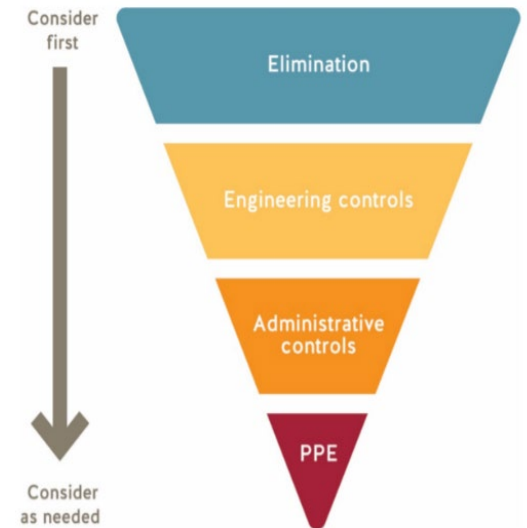 Consider
first
Elimination
Engineering controls
Administrative
controls
PPE
Consider
as needed